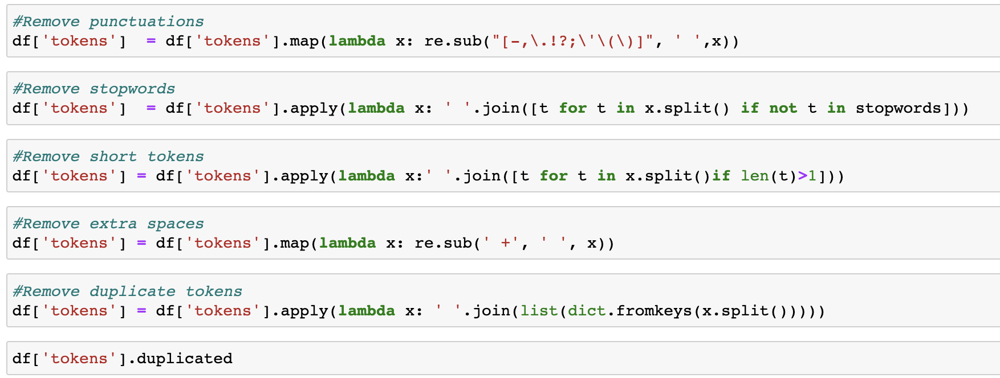 #Remove punctuations
df['tokens']  = df['tokens'].map(lambda x: re.sub("[-,\.!?;\'\(\)]", ' ',x))
#Remove stopwords
df['tokens']  = df['tokens'].apply(lambda x: ' '.join([t for t in x.split() if not t in stopwords]))
#Remove short tokens
df['tokens'] = df['tokens'].apply(lambda x:' '.join([t for t in x.split()if len(t)>1]))
#Remove extra spaces
df['tokens'] = df['tokens'].map(lambda x: re.sub(' +', ' ', x))
#Remove duplicate tokens
df['tokens'] = df['tokens'].apply(lambda x: ' '.join(list(dict.fromkeys(x.split()))))
df['tokens'].duplicated